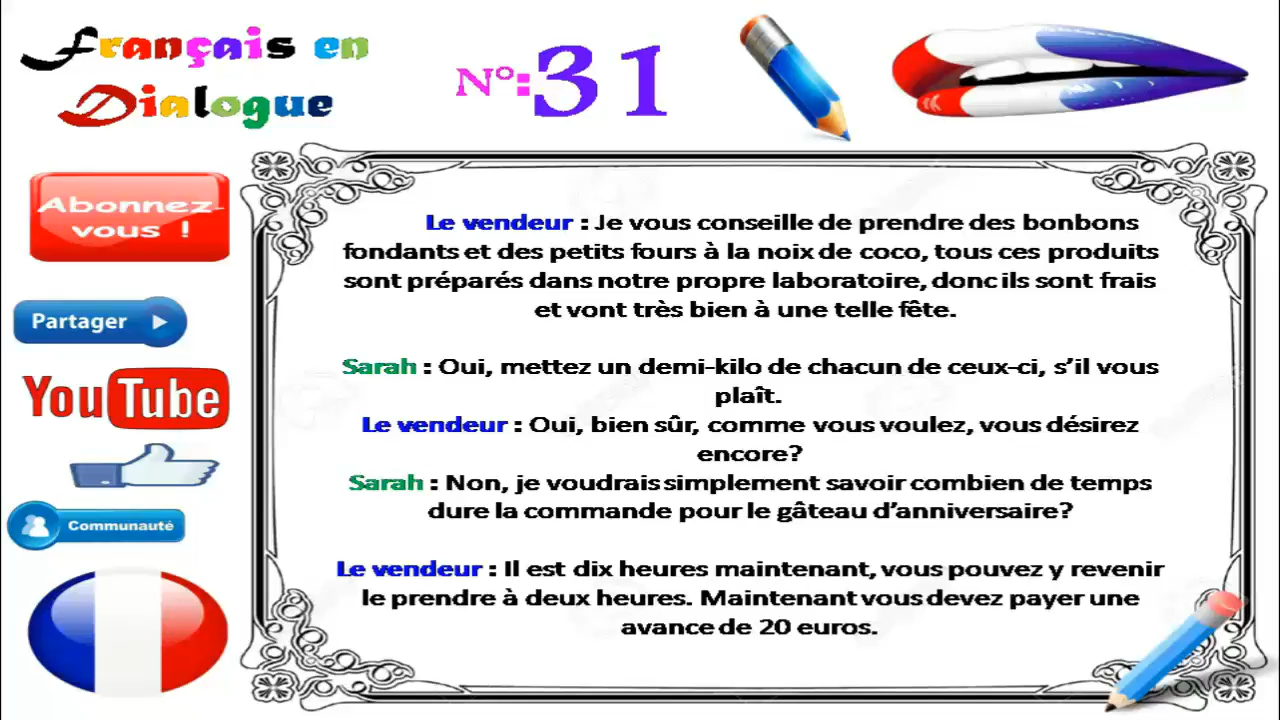 Français en
Dialogue
N°:31
Abonnez-
vous !
Partager
YouTube
Communauté
Le vendeur : Je vous conseille de prendre des bonbons
fondants et des petits fours à la noix de coco, tous ces produits
sont préparés dans notre propre laboratoire, donc ils sont frais
et vont très bien à une telle fête.
Sarah : Oui, mettez un demi-kilo de chacun de ceux-ci, s'il vous
plaît.
Le vendeur : Oui, bien sûr, comme vous voulez, vous désirez
encore?
Sarah : Non, je voudrais simplement savoir combien de temps
dure la commande pour le gâteau d'anniversaire?
Le vendeur : Il est dix heures maintenant, vous pouvez y revenir
le prendre à deux heures. Maintenant vous devez payer une
avance de 20 euros.